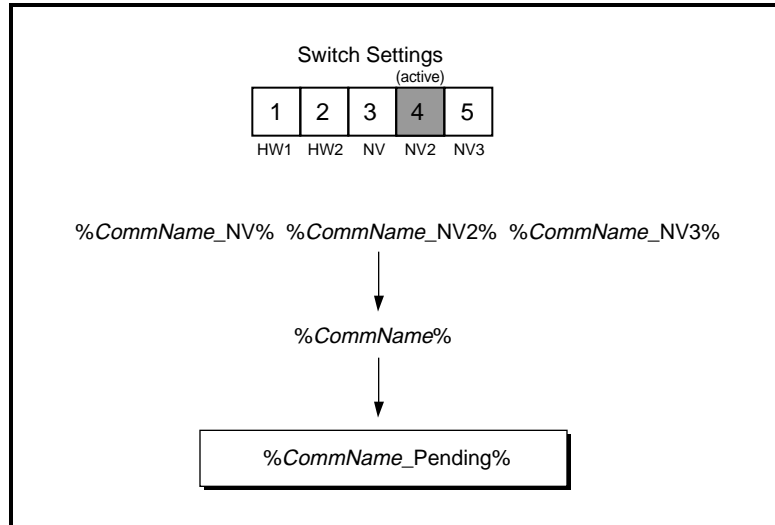 Switch Settings
(active)
1 2 3 4 5
HW1 HW2 NV NV2 NV3
%CommName_NV% %CommName_NV2% %CommName_NV3%
%CommName%
%CommName_Pending%